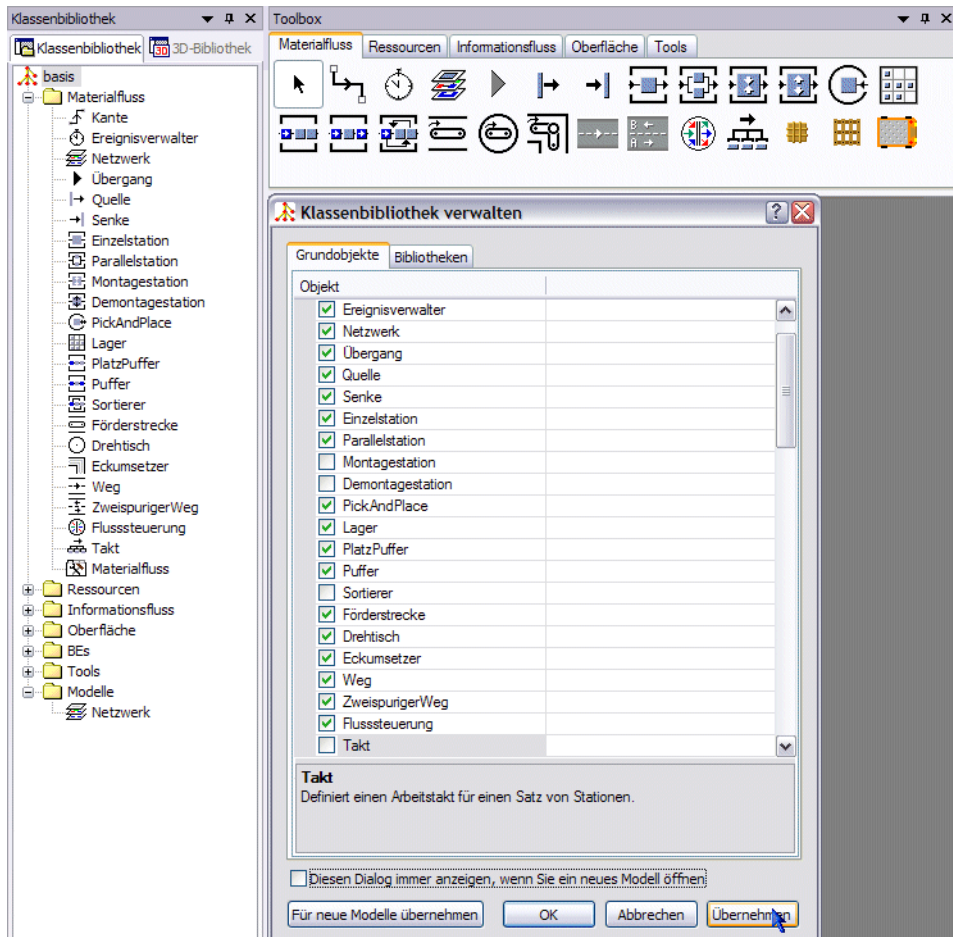 Klassenbibliothek
Klassenbibliothek 3D-Bibliothek
basis
Materialfluss
Kante
Ereignisverwalter
Netzwerk
Übergang
Quelle
Senke
Einzelstation
Parallelstation
Montagestation
Demontagestation
PickAndPlace
Lager
PlatzPuffer
Puffer
Sortierer
Förderstrecke
Drehtisch
Eckumsetzer
Weg
ZweispurigerWeg
Flusssteuerung
Takt
Materialfluss
Ressourcen
Informationsfluss
Oberfläche
BEs
Tools
Modelle
Netzwerk
Toolbox
Materialfluss Ressourcen Informationsfluss Oberfläche Tools
Klassenbibliothek verwalten
Grundobjekte Bibliotheken
Objekt
Ereignisverwalter
Netzwerk
Übergang
Quelle
Senke
Einzelstation
Parallelstation
Montagestation
Demontagestation
PickAndPlace
Lager
PlatzPuffer
Puffer
Sortierer
Förderstrecke
Drehtisch
Eckumsetzer
Weg
ZweispurigerWeg
Flusssteuerung
Takt
Takt
Definiert einen Arbeitstakt für einen Satz von Stationen.
Diesen Dialog immer anzeigen, wenn Sie ein neues Modell öffnen
Für neue Modelle übernehmen OK Abbrechen Übernehmen